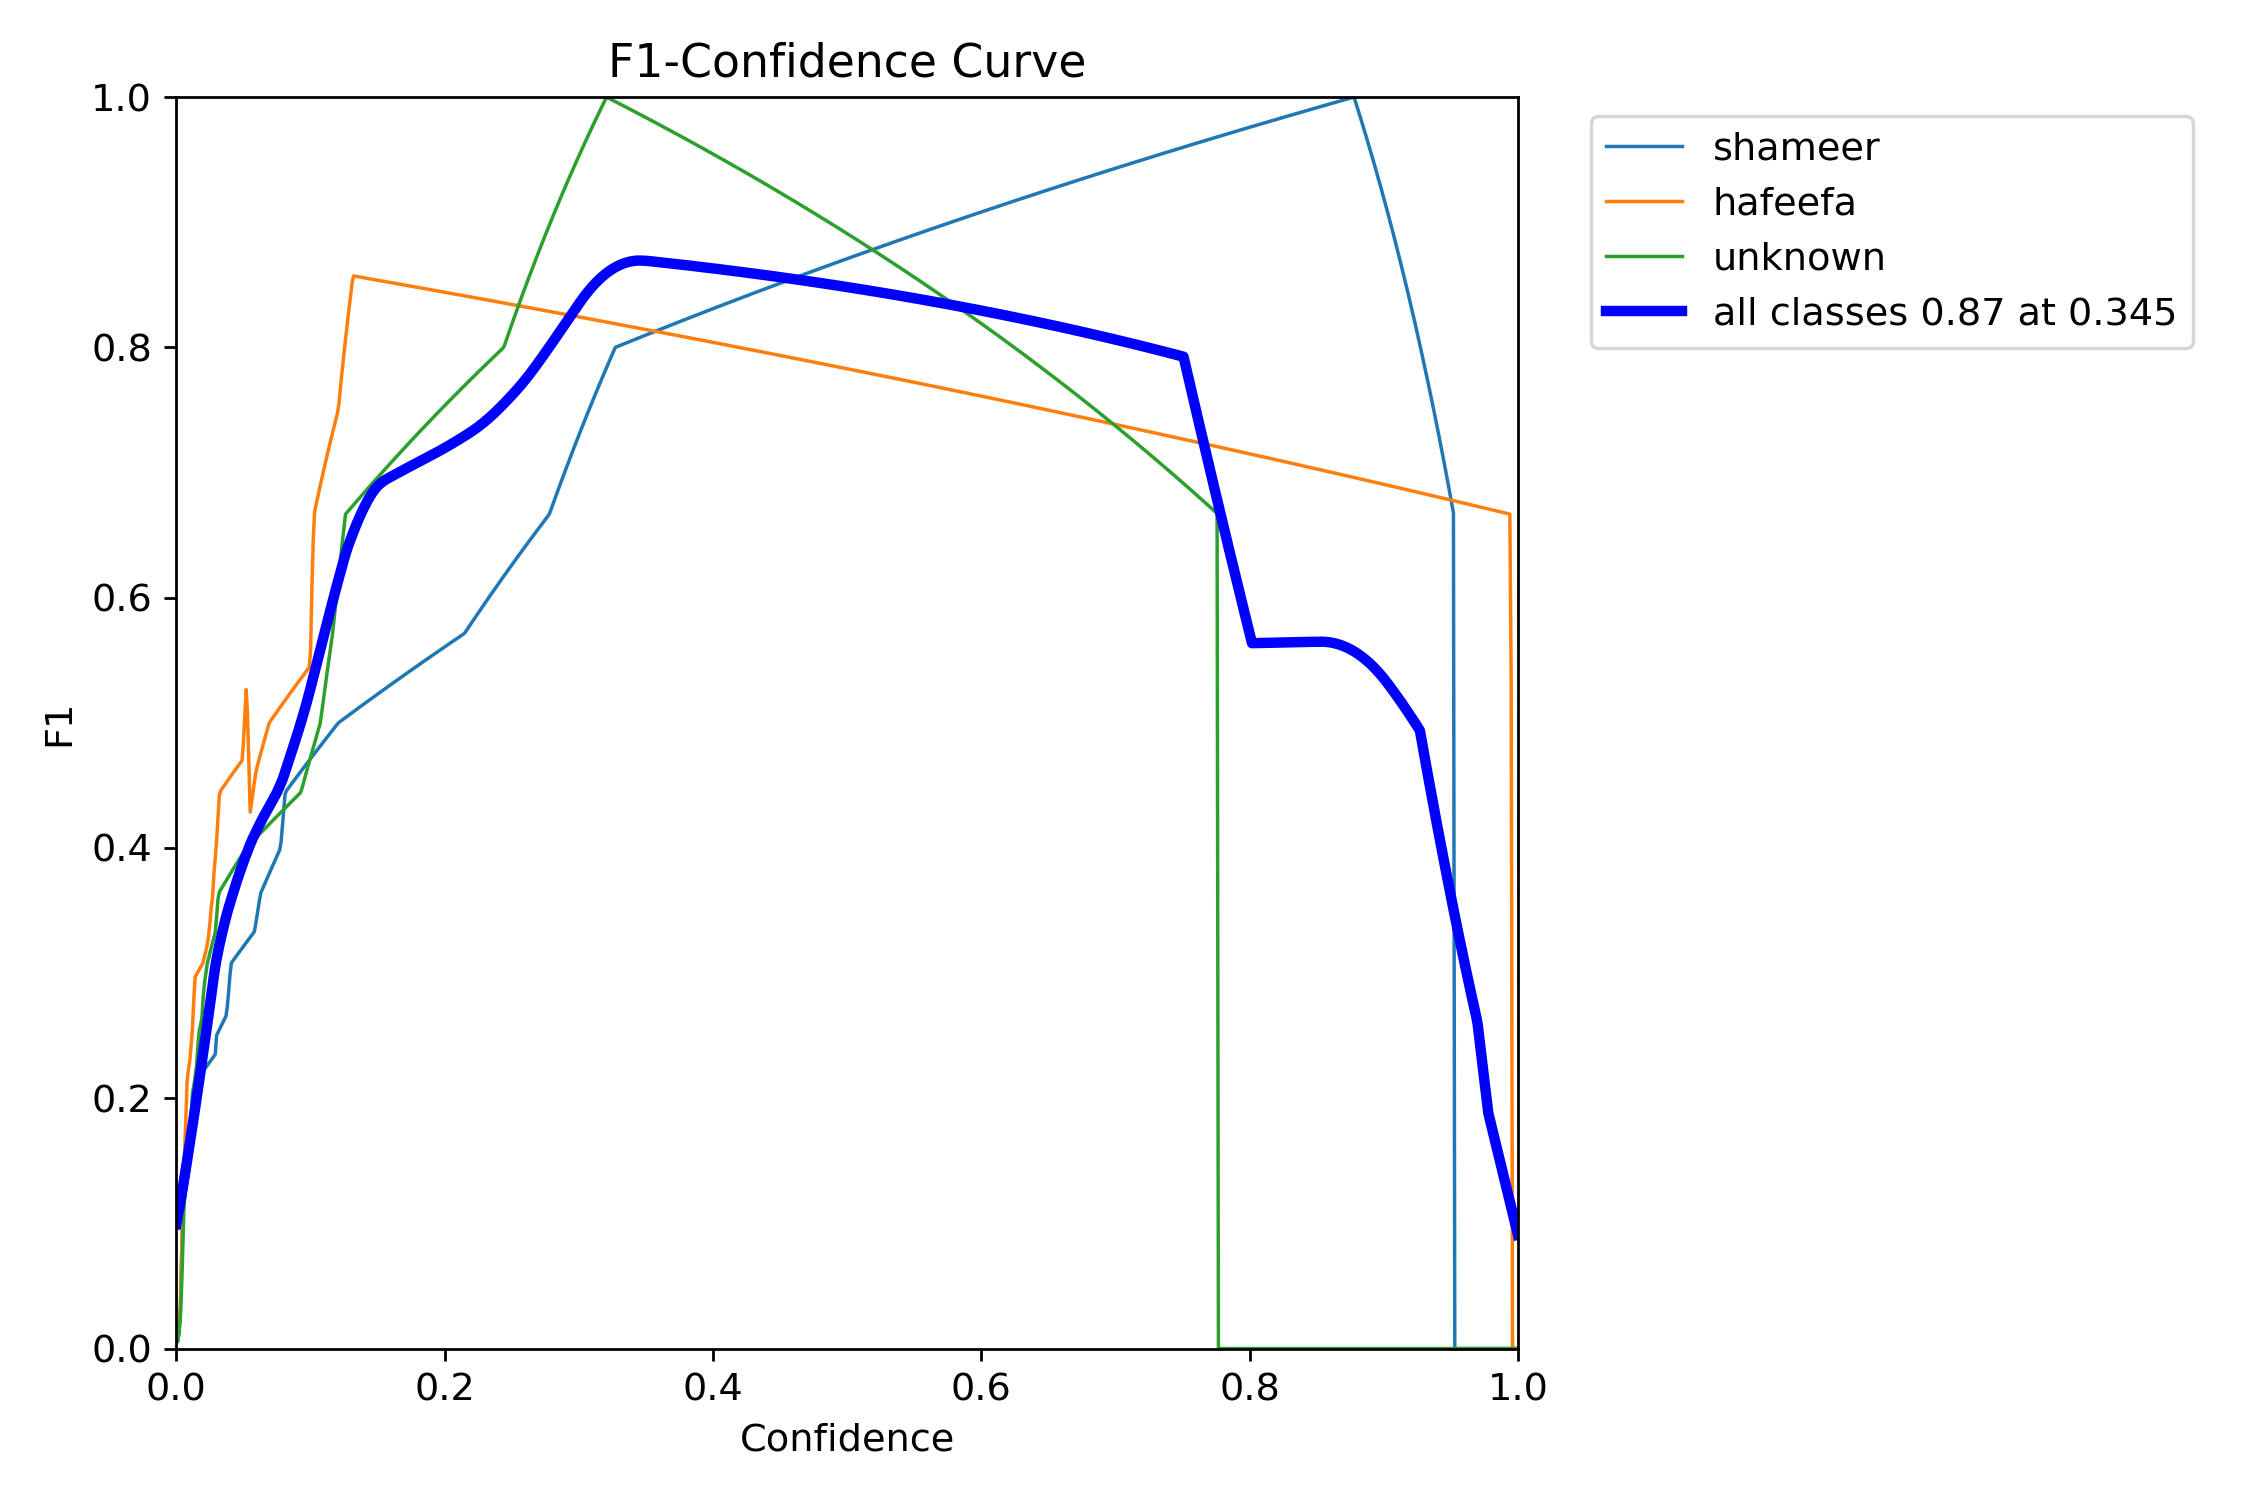 F1-Confidence Curve
1.0
0.8
0.6
0.4
0.2
0.0
F1
0.0 0.2 0.4 0.6 0.8 1.0
Confidence
shameer
hafeefa
unknown
all classes 0.87 at 0.345